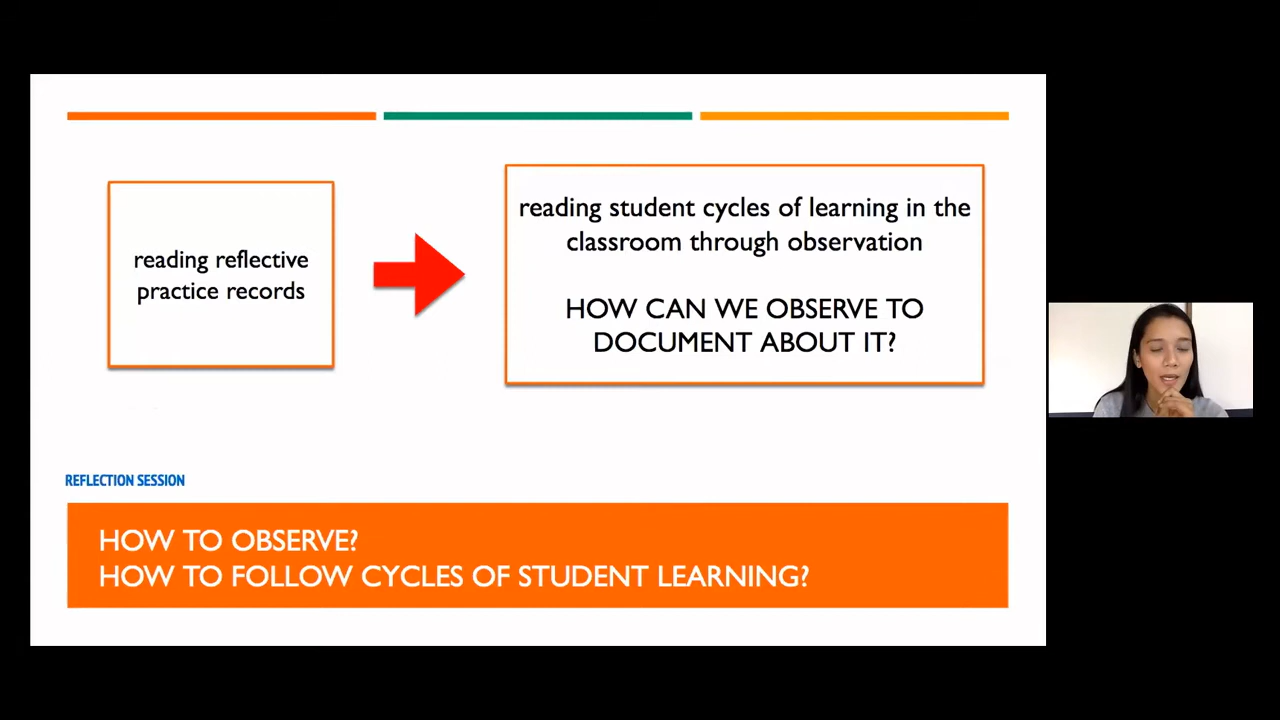 reading reflective
practice records
reading student cycles of learning in the
classroom through observation
HOW CAN WE OBSERVE TO
DOCUMENT ABOUT IT?
REFLECTION SESSION
HOW TO OBSERVE?
HOW TO FOLLOW CYCLES OF STUDENT LEARNING?